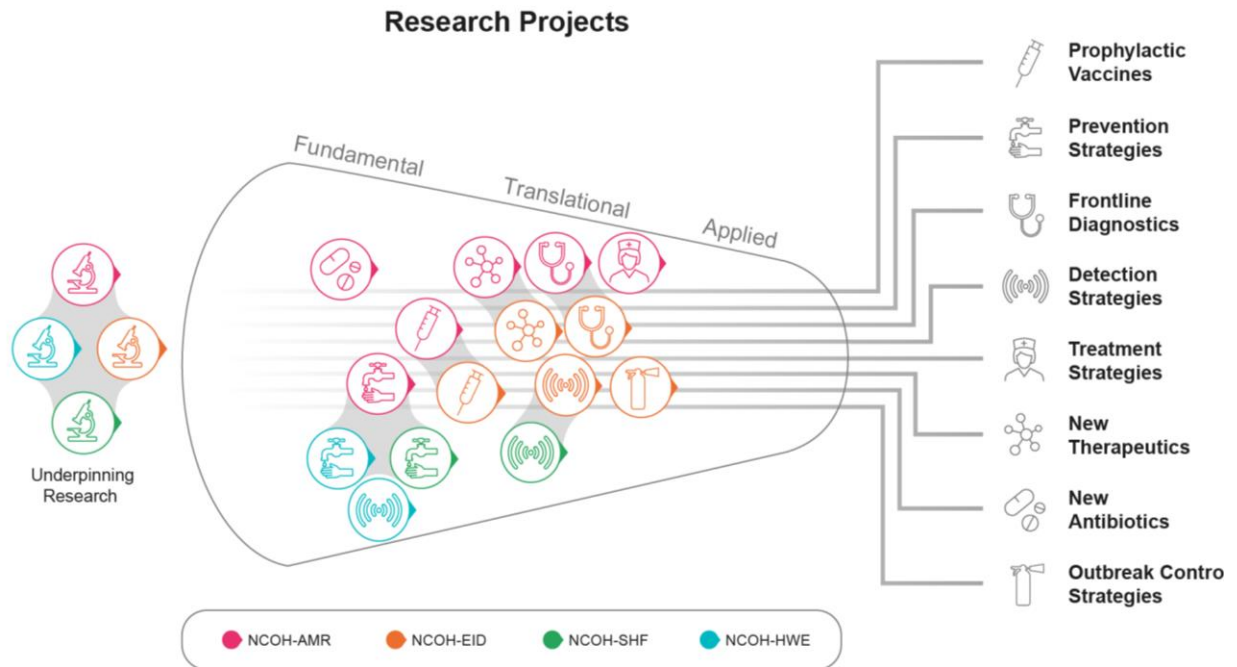 Research Projects
Fundamental
Translational
Applied
Underpinning
Research
Prophylactic
Vaccines
Prevention
Strategies
Frontline
Diagnostics
Detection
Strategies
Treatment
Strategies
New
Therapeutics
New
Antibiotics
Outbreak Contro
Strategies
NCOH-AMR
NCOH-EID
NCOH-SHF
NCOH-HWE